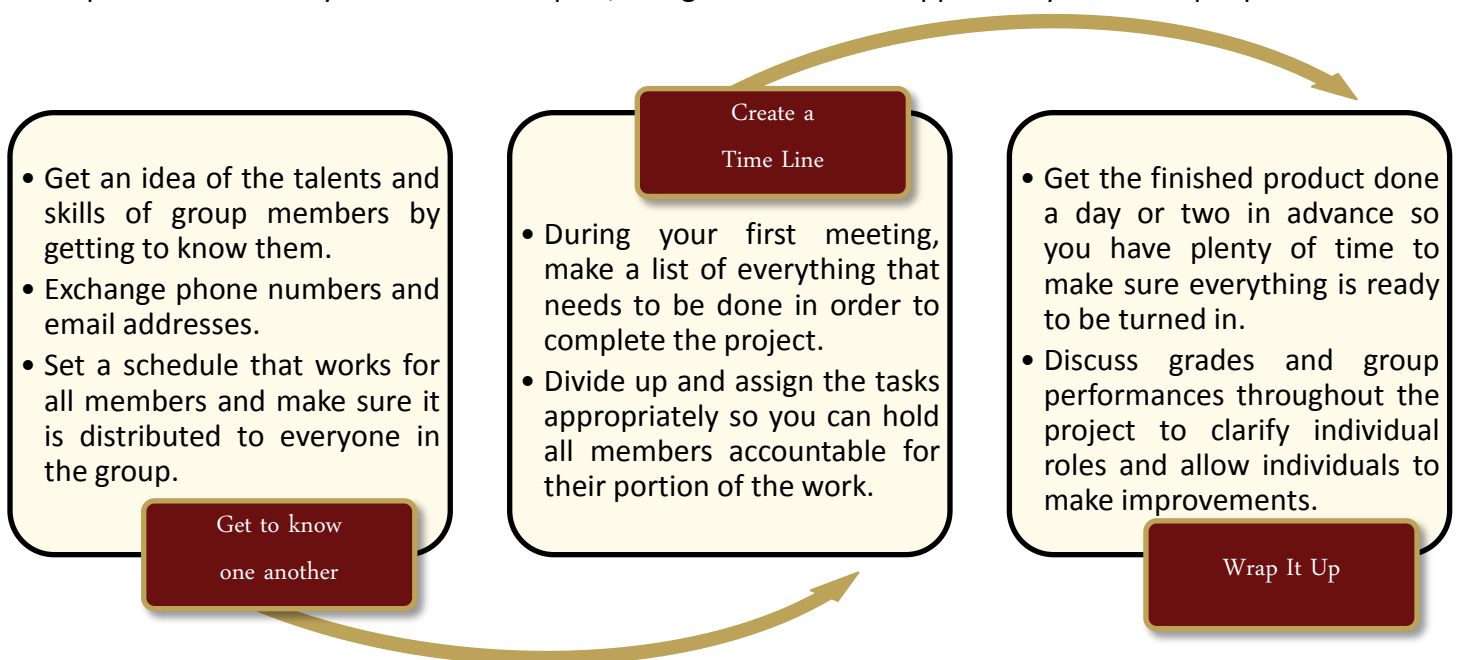 • Get an idea of the talents and
skills of group members by
getting to know them.
• Exchange phone numbers and
email addresses.
• Set a schedule that works for
all members and make sure it
is distributed to everyone in
the group.
Get to know
one another
Create a
Time Line
• During your first meeting,
make a list of everything that
needs to be done in order to
complete the project.
• Divide up and assign the tasks
appropriately so you can hold
all members accountable for
their portion of the work.
• Get the finished product done
a day or two in advance so
you have plenty of time to
make sure everything is ready
to be turned in.
• Discuss grades and group
performances throughout the
project to clarify individual
roles and allow individuals to
make improvements.
Wrap It Up